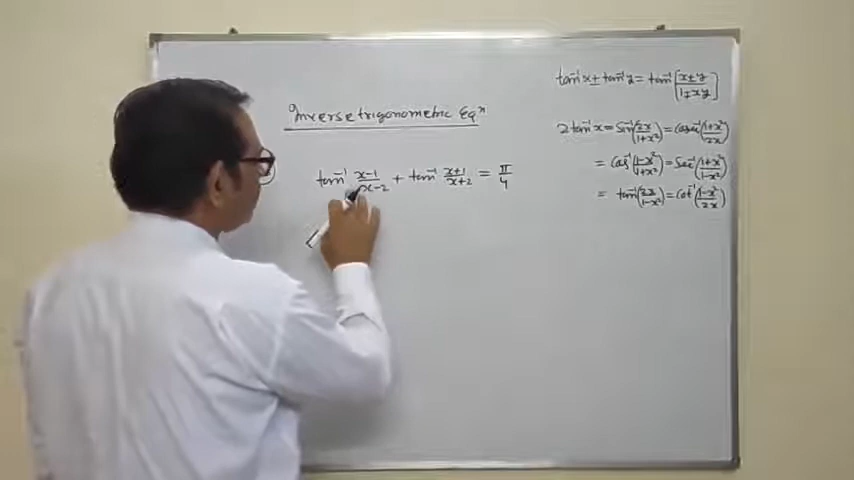 Inverse trigonometric Eqⁿ
tan⁻¹ (x-1)/(x-2) + tan⁻¹ (x+1)/(x+2) = π/4
tan⁻¹x ± tan⁻¹y = tan⁻¹[(x±y)/(1∓xy)]
2tan⁻¹x = Sin⁻¹(2x/(1+x²)) = Cosec⁻¹((1+x²)/2x)
= Cos⁻¹((1-x²)/(1+x²)) = Sec⁻¹((1+x²)/(1-x²))
= tan⁻¹(2x/(1-x²)) = Cot⁻¹((1-x²)/2x)